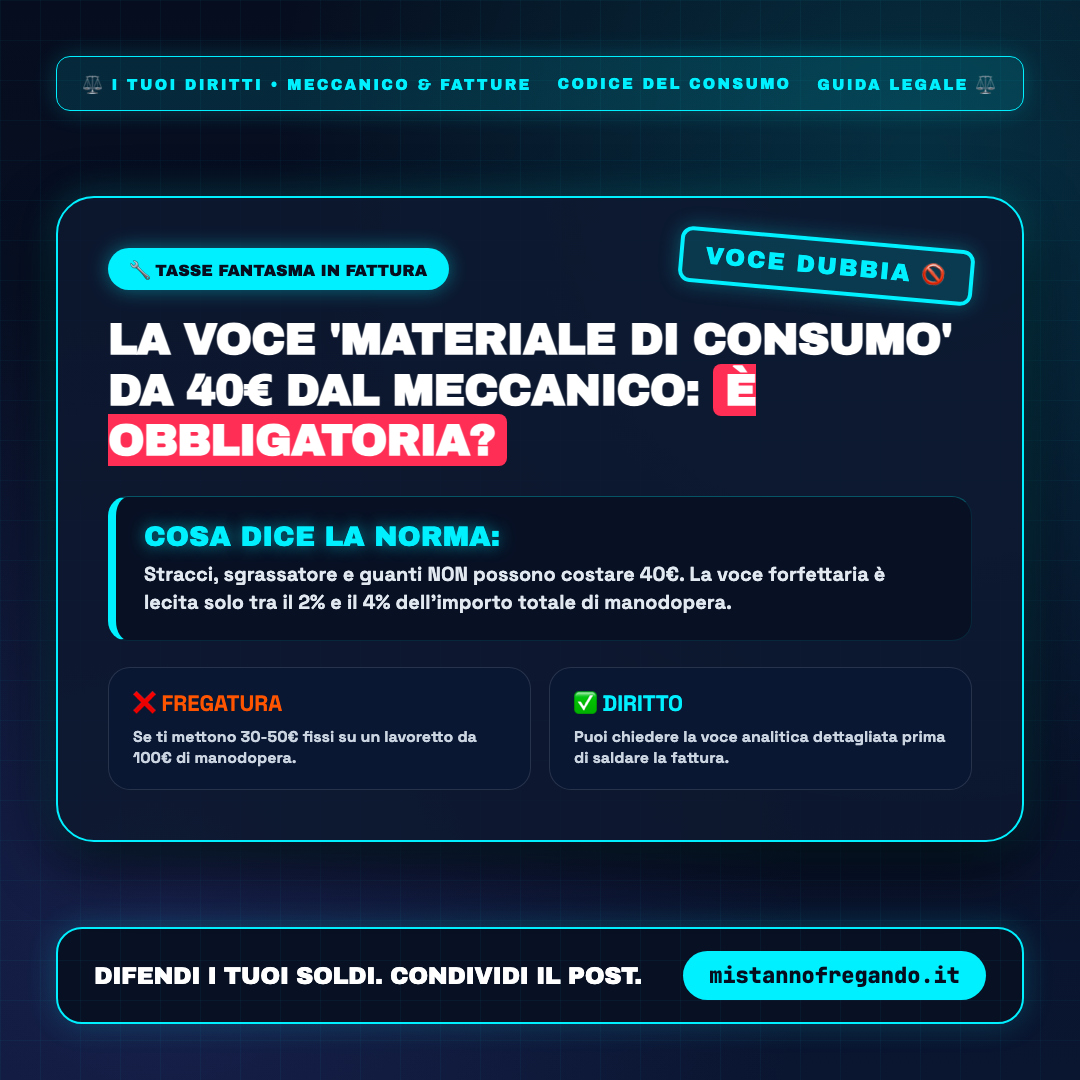 ⚖️ I TUOI DIRITTI • MECCANICO & FATTURE CODICE DEL CONSUMO GUIDA LEGALE ⚖️
🔧 TASSE FANTASMA IN FATTURA
VOCE DUBBIA 🚫
LA VOCE 'MATERIALE DI CONSUMO'
DA 40€ DAL MECCANICO: È
OBBLIGATORIA?
COSA DICE LA NORMA:
Stracci, sgrassatore e guanti NON possono costare 40€. La voce forfettaria è
lecita solo tra il 2% e il 4% dell'importo totale di manodopera.
❌ FREGATURA
Se ti mettono 30-50€ fissi su un lavoretto da
100€ di manodopera.
✅ DIRITTO
Puoi chiedere la voce analitica dettagliata prima
di saldare la fattura.
DIFENDI I TUOI SOLDI. CONDIVIDI IL POST.
mistannofregando.it